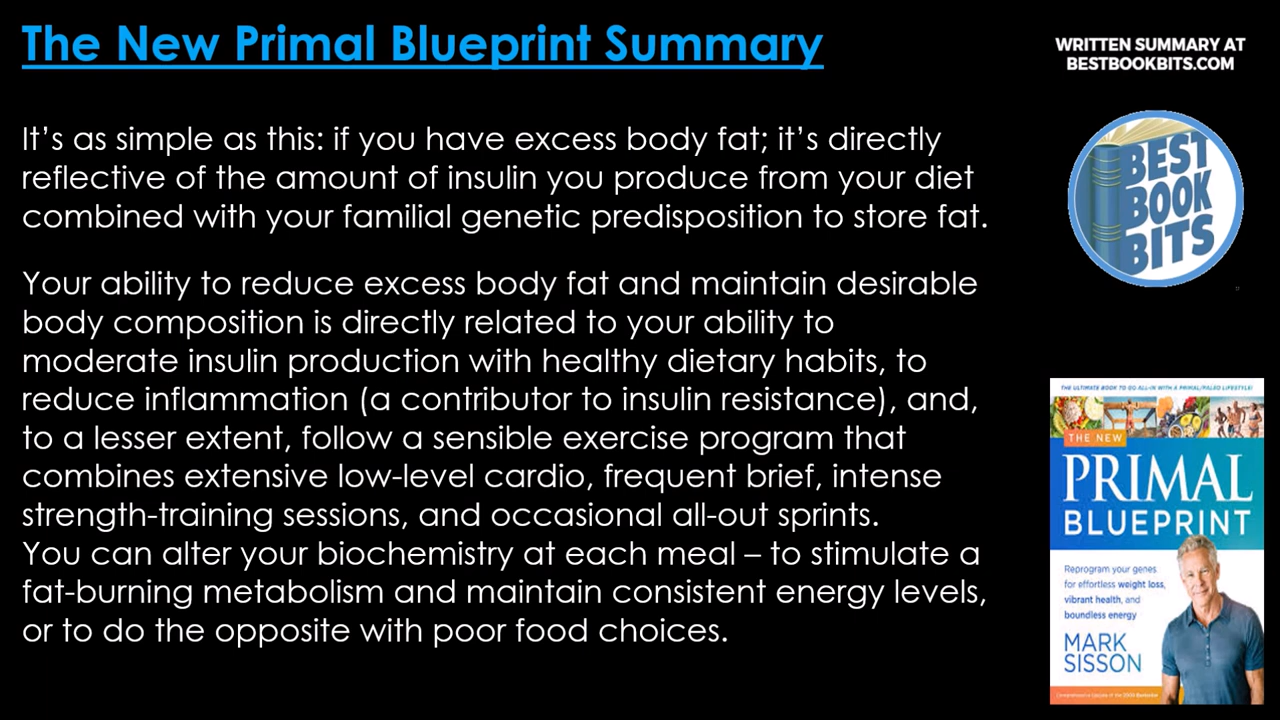 The New Primal Blueprint Summary
WRITTEN SUMMARY AT
BESTBOOKBITS.COM
It’s as simple as this: if you have excess body fat; it’s directly
reflective of the amount of insulin you produce from your diet
combined with your familial genetic predisposition to store fat.
Your ability to reduce excess body fat and maintain desirable
body composition is directly related to your ability to
moderate insulin production with healthy dietary habits, to
reduce inflammation (a contributor to insulin resistance), and,
to a lesser extent, follow a sensible exercise program that
combines extensive low-level cardio, frequent brief, intense
strength-training sessions, and occasional all-out sprints.
You can alter your biochemistry at each meal – to stimulate a
fat-burning metabolism and maintain consistent energy levels,
or to do the opposite with poor food choices.
BEST
BOOK
BITS
THE ULTIMATE BOOK TO GO ALL-IN WITH A PRIMAL/PALEO LIFESTYLE!
THE NEW
PRIMAL
BLUEPRINT
Reprogram your genes
for effortless weight loss,
vibrant health, and
boundless energy
MARK
SISSON